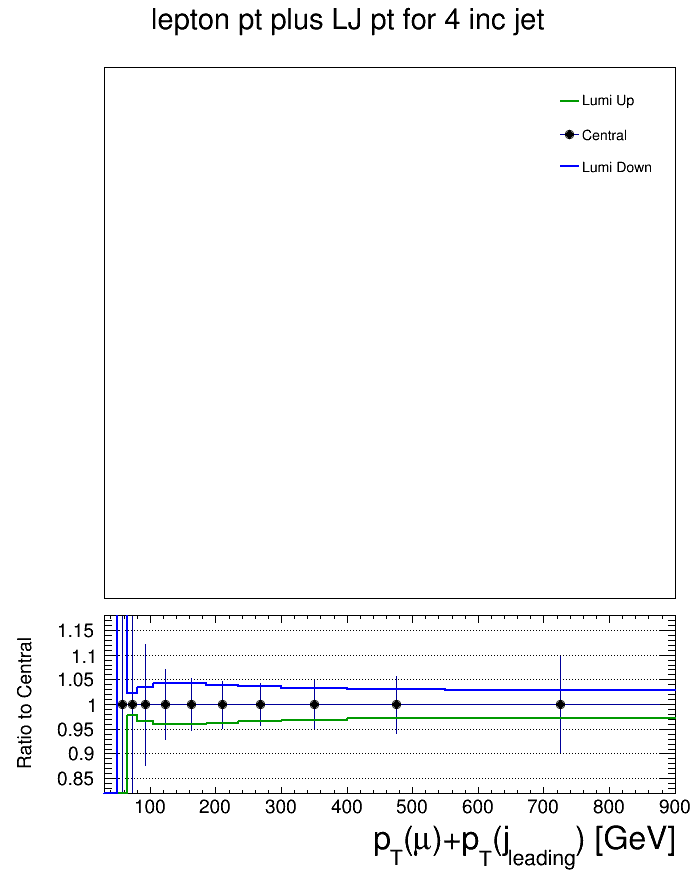 lepton pt plus LJ pt for 4 inc jet
Lumi Up
Central
Lumi Down
Ratio to Central
1.15
1.1
1.05
1
0.95
0.9
0.85
100 200 300 400 500 600 700 800 900
p_T(μ)+p_T(j_leading) [GeV]